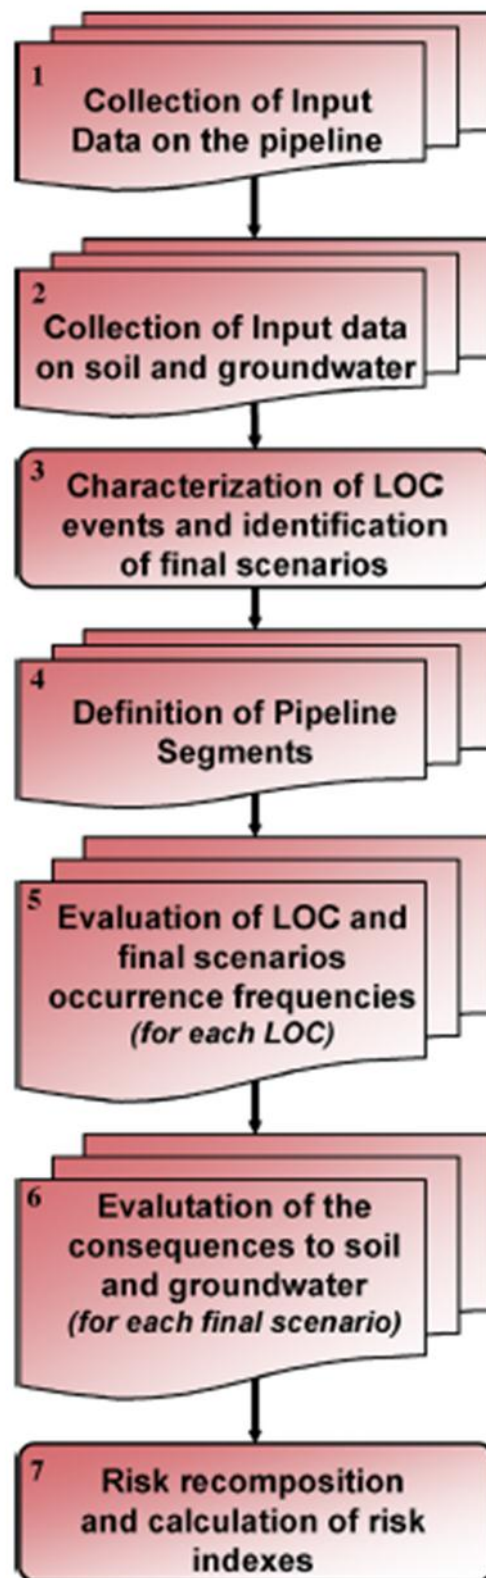 1
Collection of Input
Data on the pipeline
2
Collection of Input data
on soil and groundwater
3
Characterization of LOC
events and identification
of final scenarios
4
Definition of Pipeline
Segments
5
Evaluation of LOC and
final scenarios
occurrence frequencies
(for each LOC)
6
Evalutation of the
consequences to soil
and groundwater
(for each final scenario)
7
Risk recomposition
and calculation of risk
indexes